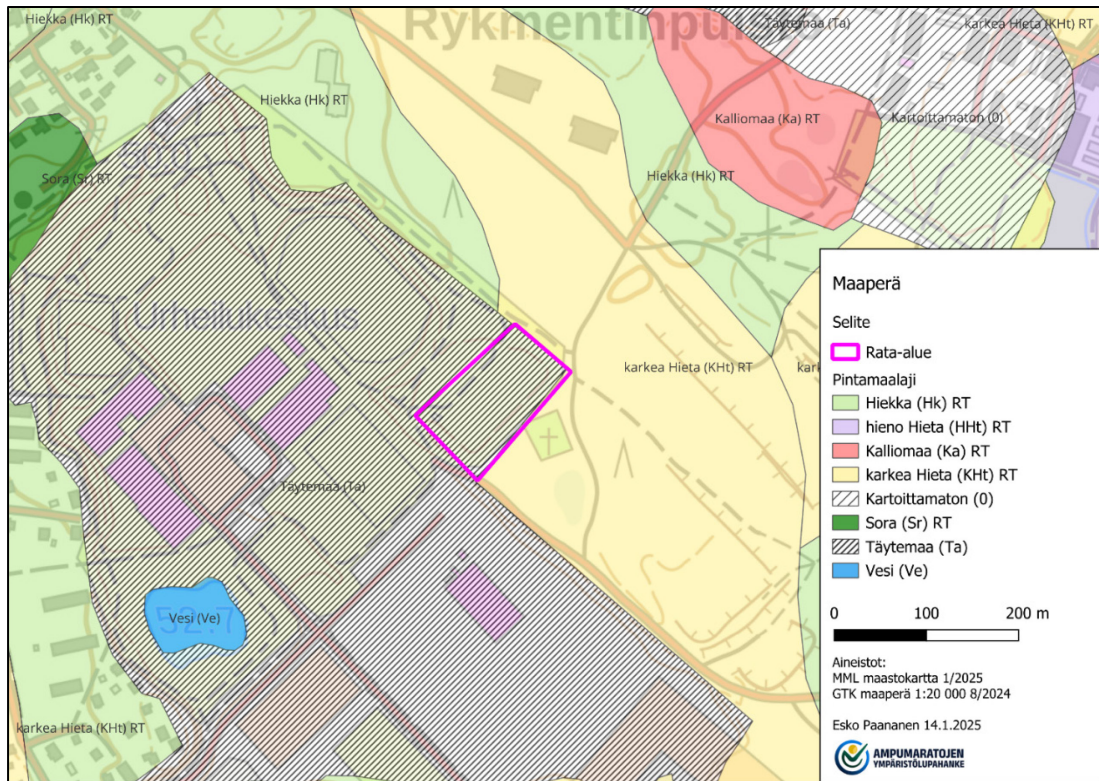 Hiekka (Hk) RT
Rykmentinpu
Täytemaa (Ta)
karkea Hieta (KHt) RT
Hiekka (Hk) RT
Kalliomaa (Ka) RT
Kartoittamaton (0)
Sora (Sr) RT
Hiekka (Hk) RT
Urheilukeskus
karkea Hieta (KHt) RT
Täytemaa (Ta)
Vesi (Ve)
52.7
karkea Hieta (KHt) RT
Maaperä
Selite
Rata-alue
Pintamaalaji
Hiekka (Hk) RT
hieno Hieta (HHt) RT
Kalliomaa (Ka) RT
karkea Hieta (KHt) RT
Kartoittamaton (0)
Sora (Sr) RT
Täytemaa (Ta)
Vesi (Ve)
0 100 200 m
Aineistot:
MML maastokartta 1/2025
GTK maaperä 1:20 000 8/2024
Esko Paananen 14.1.2025
AMPUMARATOJEN
YMPÄRISTÖLUPAHANKE